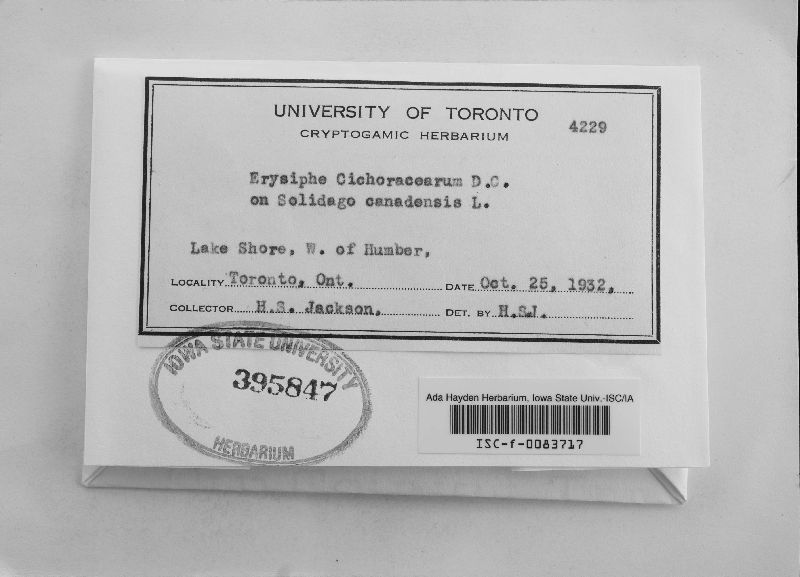 UNIVERSITY OF TORONTO
CRYPTOGAMIC HERBARIUM
4229
Erysiphe Cichoracearum D.C.
on Solidago canadensis L.
Lake Shore, W. of Humber,
LOCALITY Toronto, Ont. DATE Oct. 25, 1932,
COLLECTOR H.S. Jackson, DET. BY H.S.J.
IOWA STATE UNIVERSITY
395847
HERBARIUM
Ada Hayden Herbarium, Iowa State Univ.-ISC/IA
ISC-f-0083717